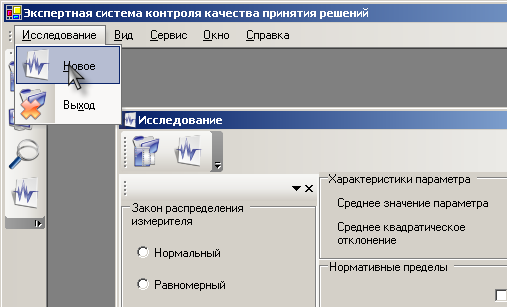 Экспертная система контроля качества принятия решений
Исследование Вид Сервис Окно Справка
Новое
Выход
Исследование
Закон распределения
измерителя
Нормальный
Равномерный
Характеристики параметра
Среднее значение параметра
Среднее квадратическое
отклонение
Нормативные пределы